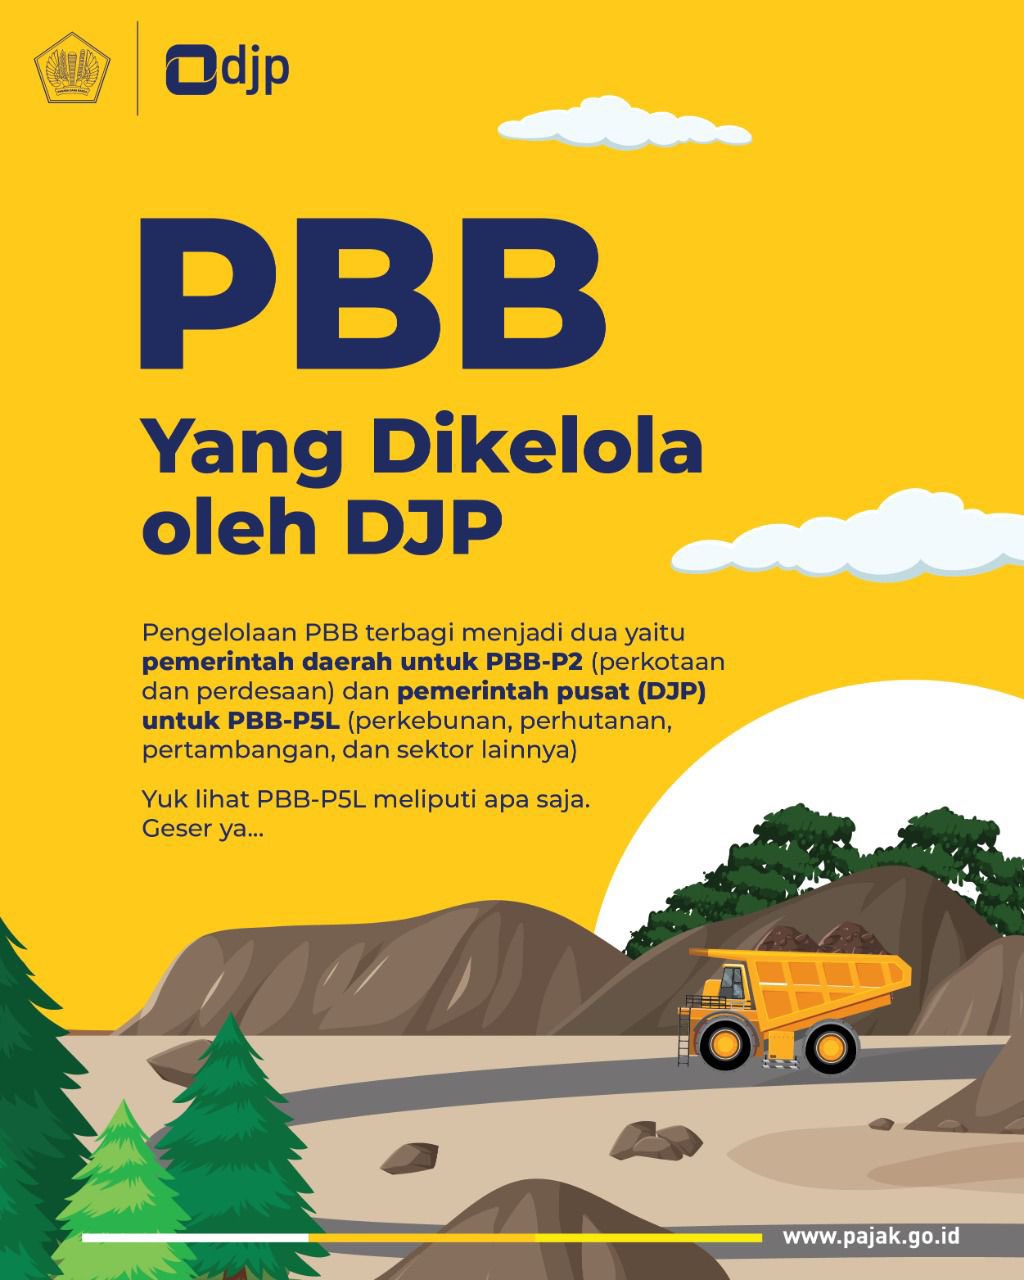 djp
PBB
Yang Dikelola
oleh DJP
Pengelolaan PBB terbagi menjadi dua yaitu
pemerintah daerah untuk PBB-P2 (perkotaan
dan perdesaan) dan pemerintah pusat (DJP)
untuk PBB-P5L (perkebunan, perhutanan,
pertambangan, dan sektor lainnya)
Yuk lihat PBB-P5L meliputi apa saja.
Geser ya...
www.pajak.go.id